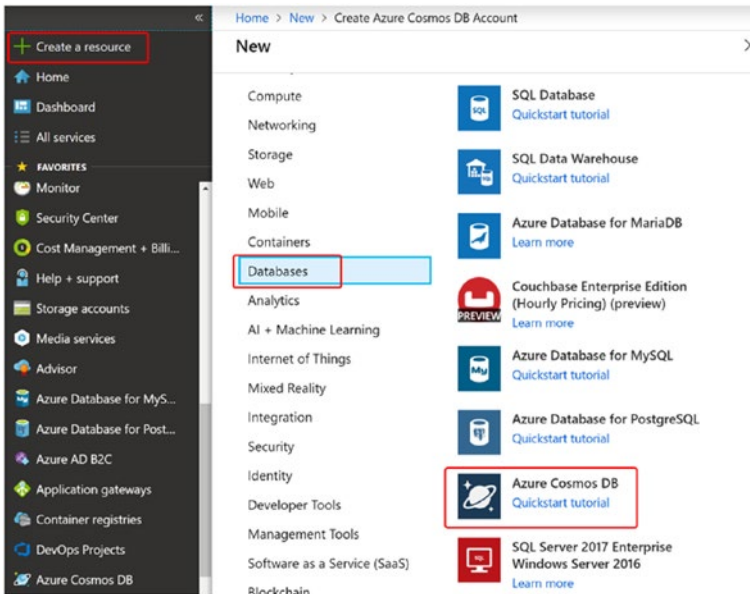 «
Create a resource
Home
Dashboard
All services
FAVORITES
Monitor
Security Center
Cost Management + Billi...
Help + support
Storage accounts
Media services
Advisor
Azure Database for MyS...
Azure Database for Post...
Azure AD B2C
Application gateways
Container registries
DevOps Projects
Azure Cosmos DB
Home > New > Create Azure Cosmos DB Account
New
Compute
Networking
Storage
Web
Mobile
Containers
Databases
Analytics
AI + Machine Learning
Internet of Things
Mixed Reality
Integration
Security
Identity
Developer Tools
Management Tools
Software as a Service (SaaS)
Blockchain
SQL
SQL Database
Quickstart tutorial
SQL Data Warehouse
Quickstart tutorial
Azure Database for MariaDB
Learn more
PREVIEW
Couchbase Enterprise Edition
(Hourly Pricing) (preview)
Learn more
My
Azure Database for MySQL
Quickstart tutorial
Azure Database for PostgreSQL
Quickstart tutorial
Azure Cosmos DB
Quickstart tutorial
SQL Server 2017 Enterprise
Windows Server 2016
Learn more